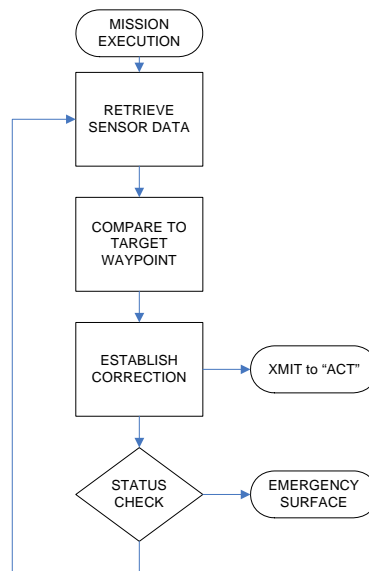 MISSION
EXECUTION
RETRIEVE
SENSOR DATA
COMPARE TO
TARGET
WAYPOINT
ESTABLISH
CORRECTION
XMIT to “ACT”
STATUS
CHECK
EMERGENCY
SURFACE